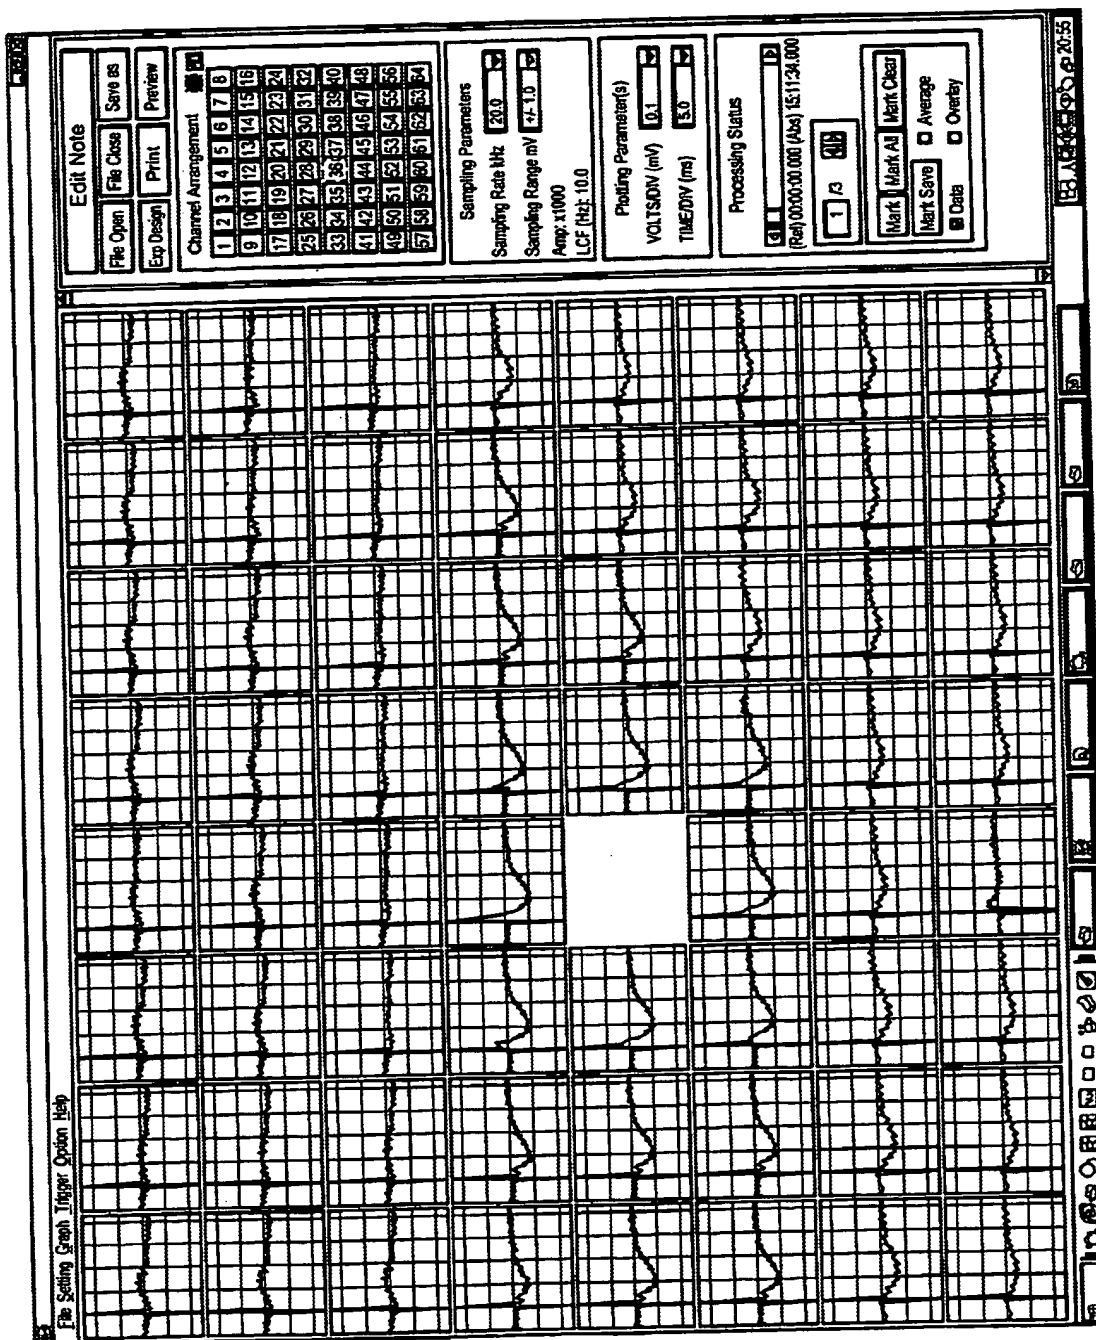 File Setting Graph Trigger Option Help
Edit Note
File Open File Close Save as
Exp Design Print Preview
Channel Arrangement
1 2 3 4 5 6 7 8
9 10 11 12 13 14 15 16
17 18 19 20 21 22 23 24
25 26 27 28 29 30 31 32
33 34 35 36 37 38 39 40
41 42 43 44 45 46 47 48
49 50 51 52 53 54 55 56
57 58 59 60 61 62 63 64
Sampling Parameters
Sampling Rate kHz 20.0
Sampling Range mV +/- 1.0
Amp: x1000
LCF (Hz): 10.0
Plotting Parameter(s)
VOLTS/DIV (mV) 0.1
TIME/DIV (ms) 5.0
Processing Status
(Rel) 00:00:00.000 (Abs) 15:11:34.000
1 /3
Mark Mark All Mark Clear
Mark Save Average
Data Overlay
20:55